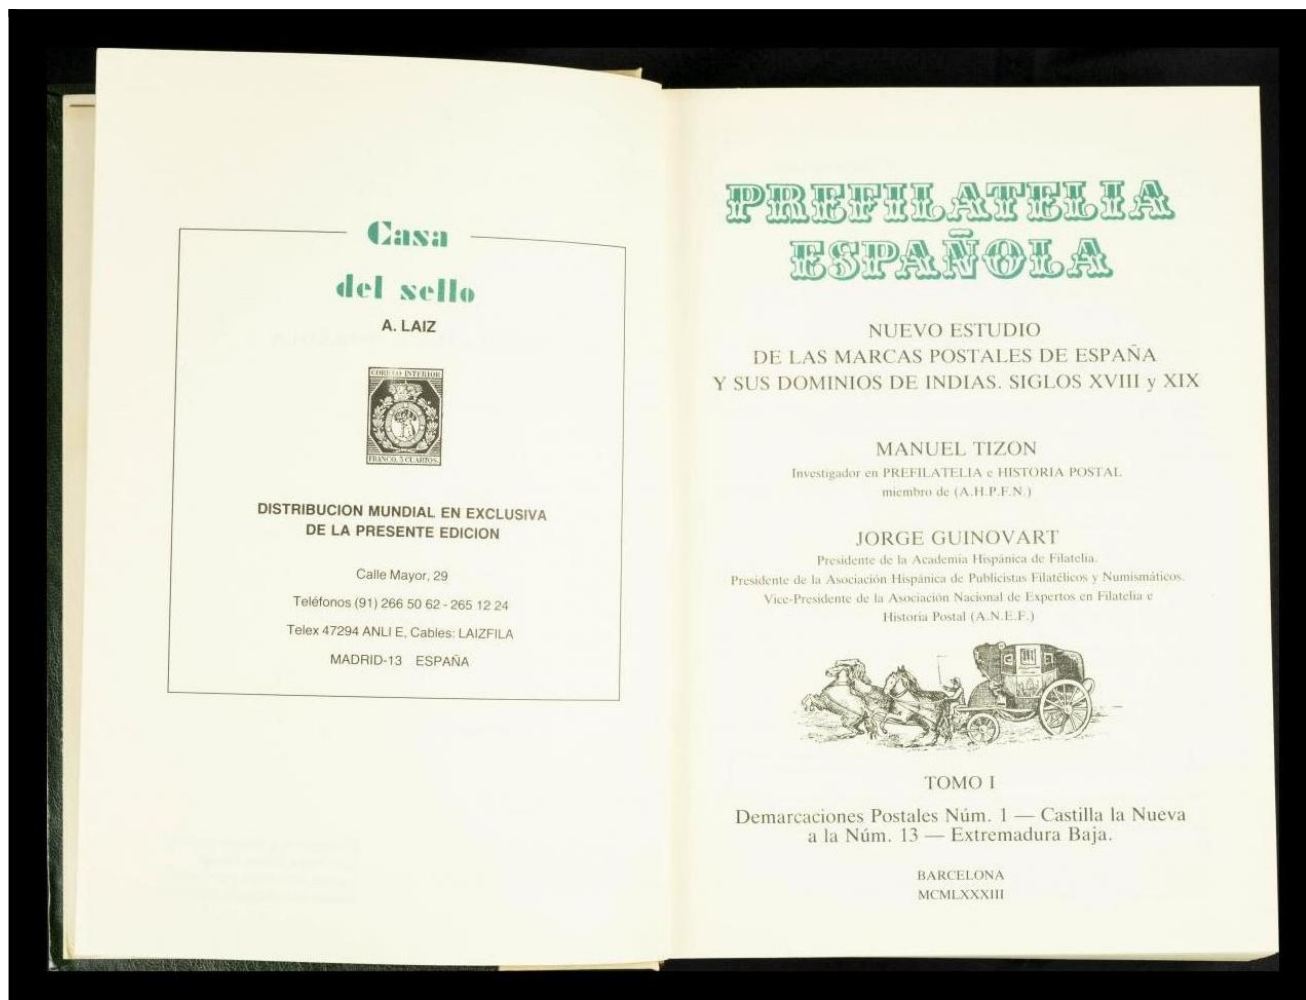 Casa
del sello
A. LAIZ
CORREO INTERIOR
FRANCO, 3 CUARTOS.
DISTRIBUCION MUNDIAL EN EXCLUSIVA
DE LA PRESENTE EDICION
Calle Mayor, 29
Teléfonos (91) 266 50 62 - 265 12 24
Telex 47294 ANLI E, Cables: LAIZFILA
MADRID-13 ESPAÑA
PREFILATELIA
ESPAÑOLA
NUEVO ESTUDIO
DE LAS MARCAS POSTALES DE ESPAÑA
Y SUS DOMINIOS DE INDIAS. SIGLOS XVIII y XIX
MANUEL TIZON
Investigador en PREFILATELIA e HISTORIA POSTAL
miembro de (A.H.P.F.N.)
JORGE GUINOVART
Presidente de la Academia Hispánica de Filatelia.
Presidente de la Asociación Hispánica de Publicistas Filatélicos y Numismáticos.
Vice-Presidente de la Asociación Nacional de Expertos en Filatelia e
Historia Postal (A.N.E.F.)
TOMO I
Demarcaciones Postales Núm. 1 — Castilla la Nueva
a la Núm. 13 — Extremadura Baja.
BARCELONA
MCMLXXXIII